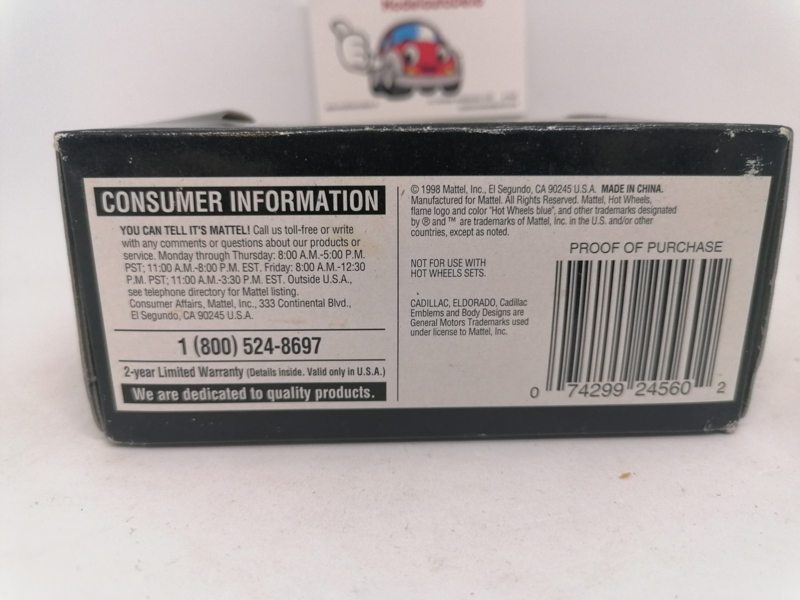 Modelautobeld
CONSUMER INFORMATION
YOU CAN TELL IT'S MATTEL! Call us toll-free or write
with any comments or questions about our products or
service. Monday through Thursday: 8:00 A.M.-5:00 P.M.
PST; 11:00 A.M.-8:00 P.M. EST. Friday: 8:00 A.M.-12:30
P.M. PST; 11:00 A.M.-3:30 P.M. EST. Outside U.S.A.,
see telephone directory for Mattel listing.
Consumer Affairs, Mattel, Inc., 333 Continental Blvd.,
El Segundo, CA 90245 U.S.A.
1 (800) 524-8697
2-year Limited Warranty (Details inside. Valid only in U.S.A.)
We are dedicated to quality products.
© 1998 Mattel, Inc., El Segundo, CA 90245 U.S.A. MADE IN CHINA.
Manufactured for Mattel. All Rights Reserved. Mattel, Hot Wheels,
flame logo and color "Hot Wheels blue", and other trademarks designated
by ® and ™ are trademarks of Mattel, Inc. in the U.S. and/or other
countries, except as noted.
NOT FOR USE WITH
HOT WHEELS SETS.
CADILLAC, ELDORADO, Cadillac
Emblems and Body Designs are
General Motors Trademarks used
under license to Mattel, Inc.
PROOF OF PURCHASE
0 74299 24560 2